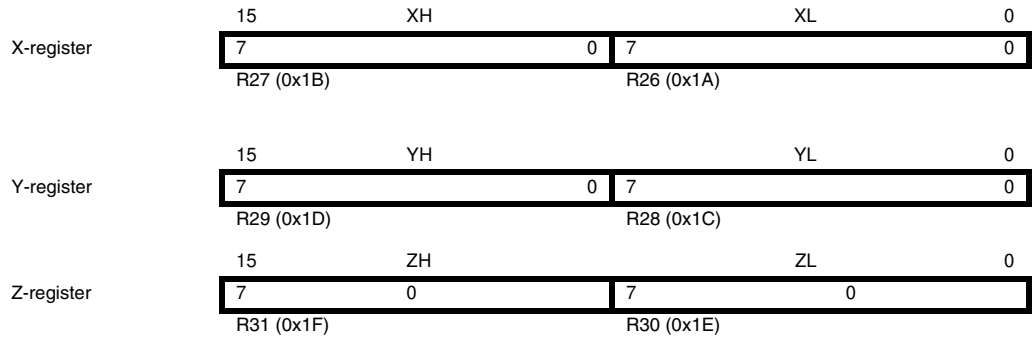 15 XH XL 0
X-register 7 0 7 0
R27 (0x1B) R26 (0x1A)
15 YH YL 0
Y-register 7 0 7 0
R29 (0x1D) R28 (0x1C)
15 ZH ZL 0
Z-register 7 0 7 0
R31 (0x1F) R30 (0x1E)